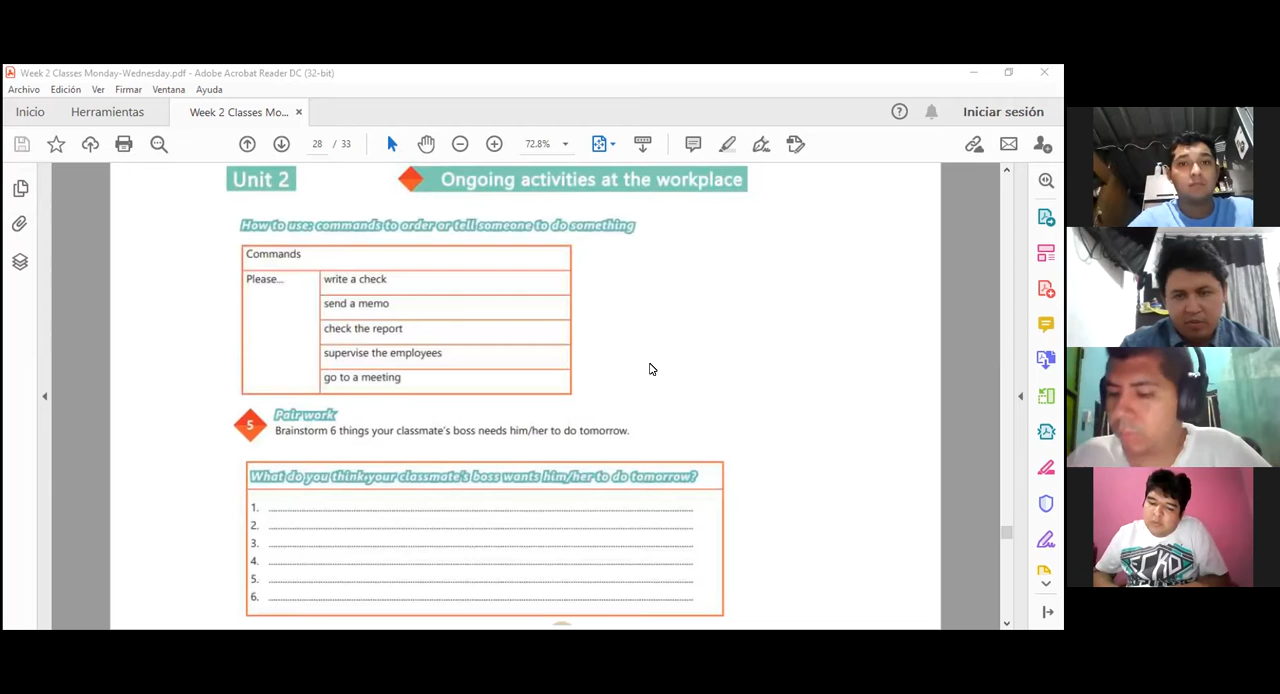 Week 2 Classes Monday-Wednesday.pdf - Adobe Acrobat Reader DC (32-bit)
Archivo Edición Ver Firmar Ventana Ayuda
Inicio Herramientas Week 2 Classes Mo... Iniciar sesión
28 / 33 72.8%
Unit 2 Ongoing activities at the workplace
How to use: commands to order or tell someone to do something
Commands
Please... write a check
send a memo
check the report
supervise the employees
go to a meeting
5 Pair work
Brainstorm 6 things your classmate's boss needs him/her to do tomorrow.
What do you think your classmate's boss wants him/her to do tomorrow?
1.
2.
3.
4.
5.
6.
ECKO